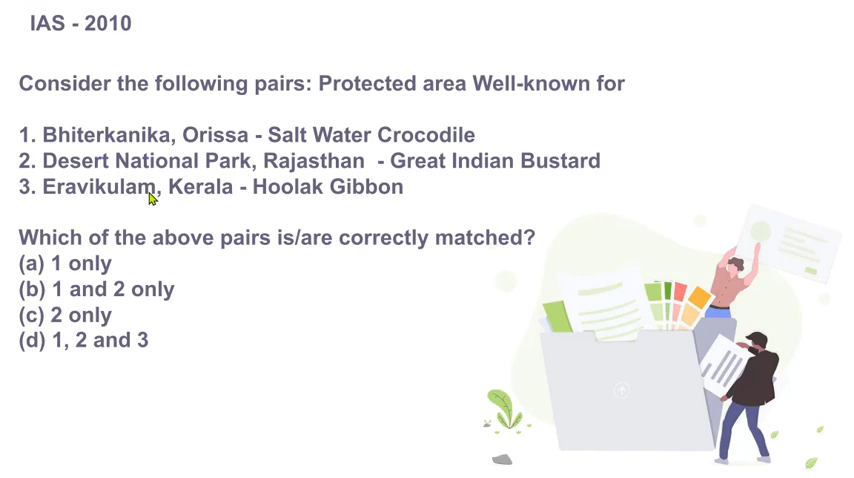 IAS - 2010
Consider the following pairs: Protected area Well-known for
1. Bhiterkanika, Orissa - Salt Water Crocodile
2. Desert National Park, Rajasthan - Great Indian Bustard
3. Eravikulam, Kerala - Hoolak Gibbon
Which of the above pairs is/are correctly matched?
(a) 1 only
(b) 1 and 2 only
(c) 2 only
(d) 1, 2 and 3